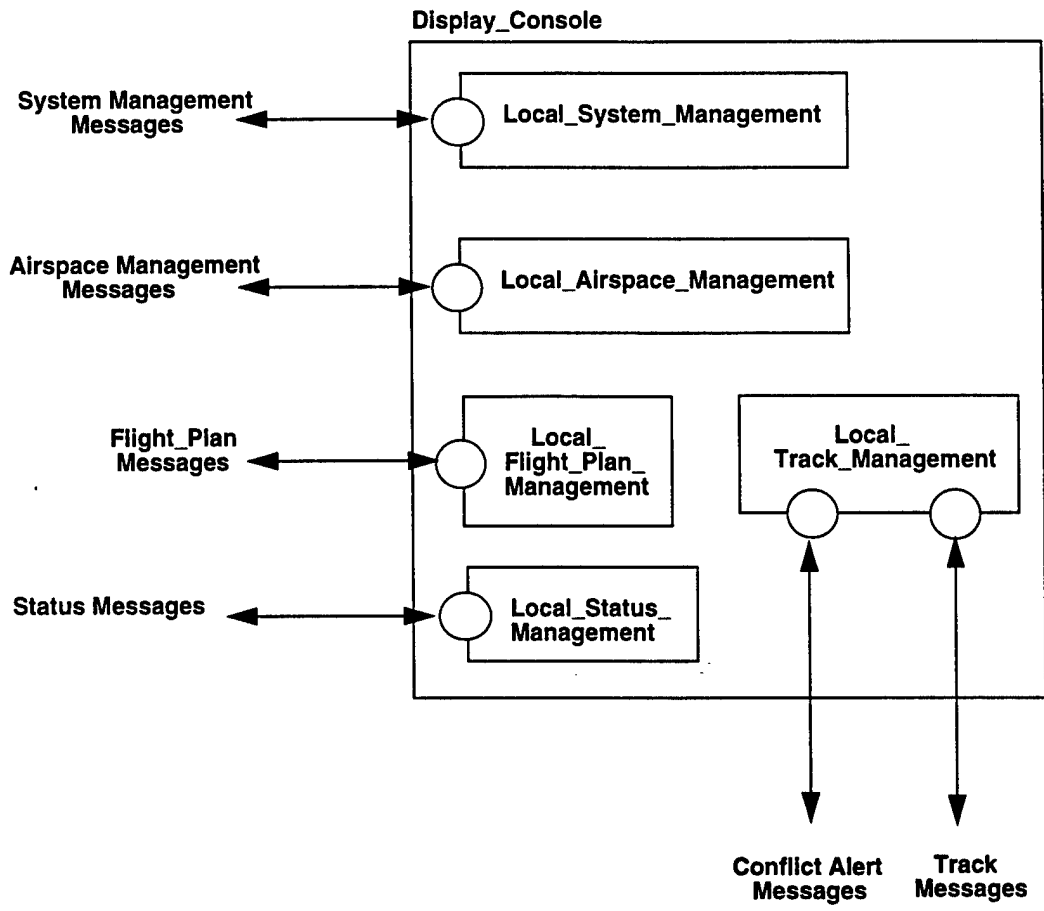 Display_Console
System Management
Messages
Local_System_Management
Airspace Management
Messages
Local_Airspace_Management
Flight_Plan
Messages
Local_
Flight_Plan_
Management
Local_
Track_Management
Status Messages
Local_Status_
Management
Conflict Alert
Messages
Track
Messages